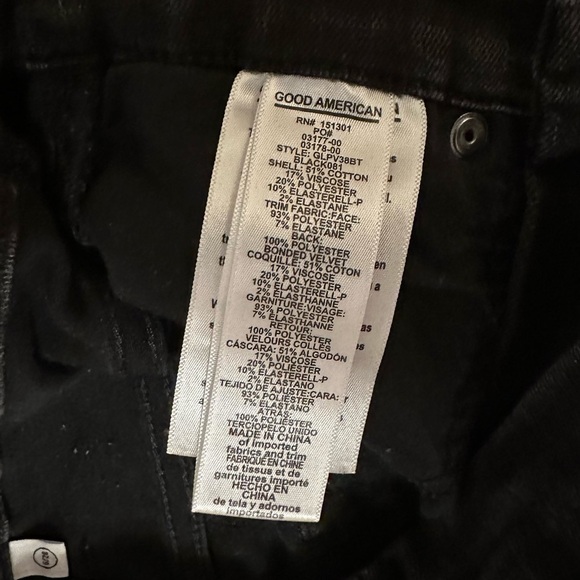 GOOD AMERICAN
RN# 151301
PO#
03177-00
03178-00
STYLE: GLPV38BT
BLACK081
SHELL: 51% COTTON
17% VISCOSE
20% POLYESTER
10% ELASTERELL-P
2% ELASTANE
TRIM FABRIC:FACE:
93% POLYESTER
7% ELASTANE
BACK:
100% POLYESTER
BONDED VELVET
COQUILLE: 51% COTON
17% VISCOSE
20% POLYESTER
10% ELASTERELL-P
2% ELASTHANNE
GARNITURE:VISAGE:
93% POLYESTER
7% ELASTHANNE
RETOUR:
100% POLYESTER
VELOURS COLLÉS
CÁSCARA: 51% ALGODÓN
17% VISCOSE
20% POLIÉSTER
10% ELASTERELL-P
2% ELASTANO
TEJIDO DE AJUSTE:CARA:
93% POLIÉSTER
7% ELASTANO
ATRÁS:
100% POLIÉSTER
TERCIOPELO UNIDO
MADE IN CHINA
of imported
fabrics and trim
FABRIQUÉ EN CHINE
de tissus et de
garnitures importé
HECHO EN
CHINA
de tela y adornos
importados